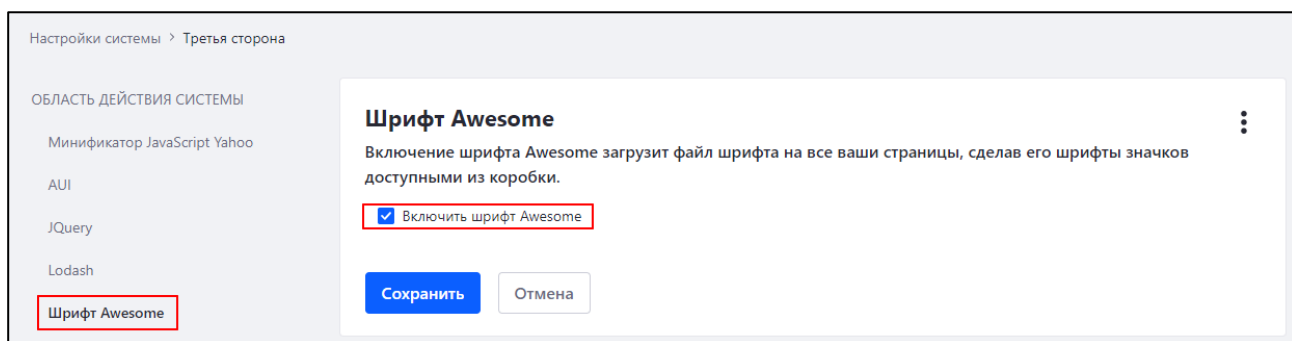 Настройки системы > Третья сторона
ОБЛАСТЬ ДЕЙСТВИЯ СИСТЕМЫ
Минификатор JavaScript Yahoo
AUI
JQuery
Lodash
Шрифт Awesome
Шрифт Awesome
Включение шрифта Awesome загрузит файл шрифта на все ваши страницы, сделав его шрифты значков
доступными из коробки.
Включить шрифт Awesome
Сохранить
Отмена